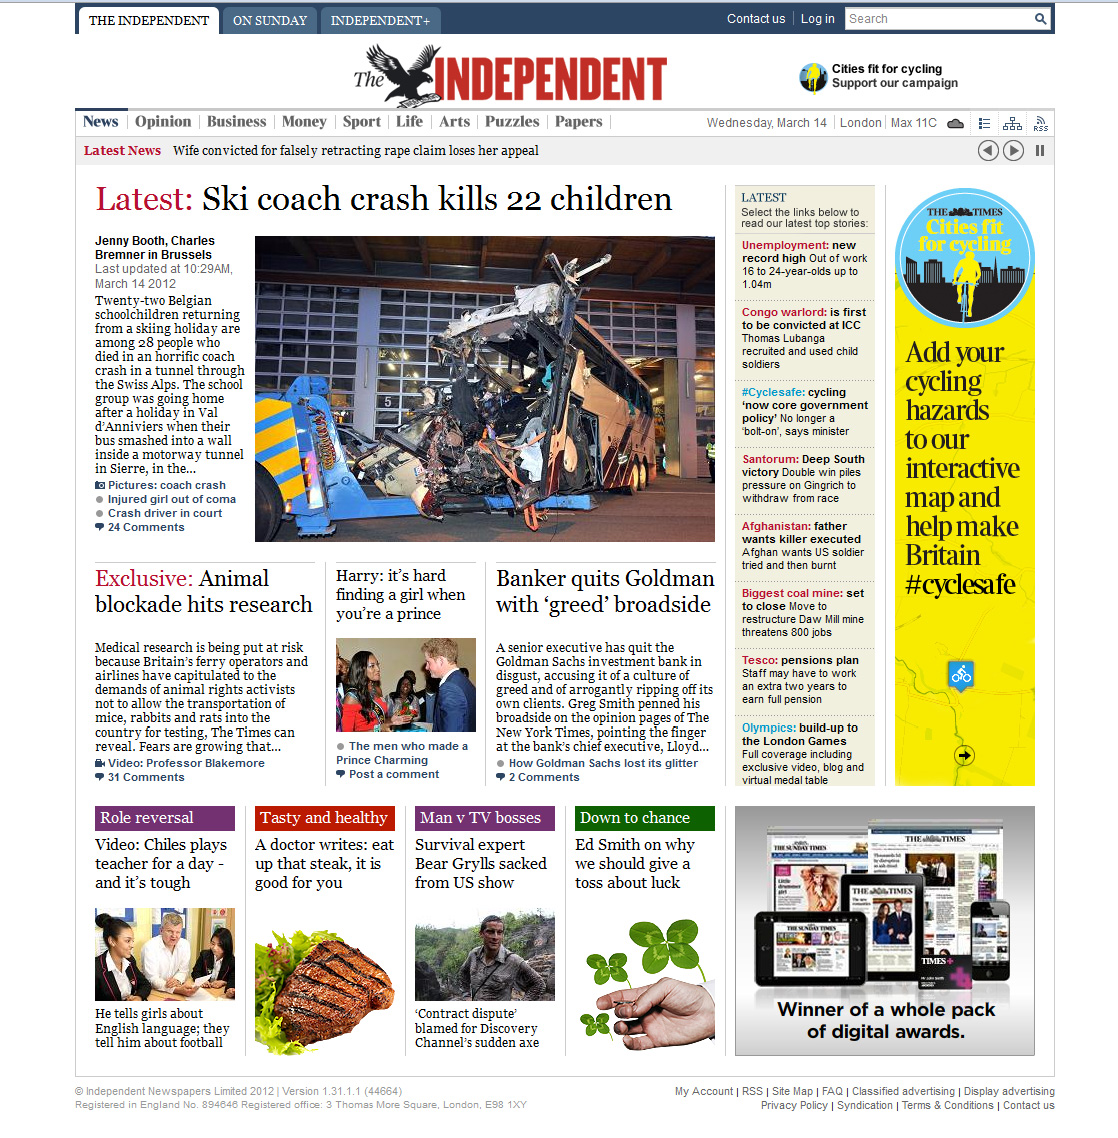 THE INDEPENDENT
ON SUNDAY
INDEPENDENT+
Contact us
Log in
Search
The INDEPENDENT
Cities fit for cycling
Support our campaign
News
Opinion
Business
Money
Sport
Life
Arts
Puzzles
Papers
Wednesday, March 14
London
Max 11C
RSS
Latest News
Wife convicted for falsely retracting rape claim loses her appeal
Latest: Ski coach crash kills 22 children
Jenny Booth, Charles
Bremner in Brussels
Last updated at 10:29AM,
March 14 2012
Twenty-two Belgian
schoolchildren returning
from a skiing holiday are
among 28 people who
died in an horrific coach
crash in a tunnel through
the Swiss Alps. The school
group was going home
after a holiday in Val
d’Anniviers when their
bus smashed into a wall
inside a motorway tunnel
in Sierre, in the...
Pictures: coach crash
Injured girl out of coma
Crash driver in court
24 Comments
5
Exclusive: Animal
blockade hits research
Medical research is being put at risk
because Britain’s ferry operators and
airlines have capitulated to the
demands of animal rights activists
not to allow the transportation of
mice, rabbits and rats into the
country for testing, The Times can
reveal. Fears are growing that...
Video: Professor Blakemore
31 Comments
Harry: it’s hard
finding a girl when
you’re a prince
The men who made a
Prince Charming
Post a comment
Banker quits Goldman
with ‘greed’ broadside
A senior executive has quit the
Goldman Sachs investment bank in
disgust, accusing it of a culture of
greed and of arrogantly ripping off its
own clients. Greg Smith penned his
broadside on the opinion pages of The
New York Times, pointing the finger
at the bank’s chief executive, Lloyd...
How Goldman Sachs lost its glitter
2 Comments
LATEST
Select the links below to
read our latest top stories:
Unemployment: new
record high Out of work
16 to 24-year-olds up to
1.04m
Congo warlord: is first
to be convicted at ICC
Thomas Lubanga
recruited and used child
soldiers
#Cyclesafe: cycling
‘now core government
policy’ No longer a
‘bolt-on’, says minister
Santorum: Deep South
victory Double win piles
pressure on Gingrich to
withdraw from race
Afghanistan: father
wants killer executed
Afghan wants US soldier
tried and then burnt
Biggest coal mine: set
to close Move to
restructure Daw Mill mine
threatens 800 jobs
Tesco: pensions plan
Staff may have to work
an extra two years to
earn full pension
Olympics: build-up to
the London Games
Full coverage including
exclusive video, blog and
virtual medal table
THE TIMES
Cities fit
for cycling
Add your
cycling
hazards
to our
interactive
map and
help make
Britain
#cyclesafe
Role reversal
Video: Chiles plays
teacher for a day -
and it’s tough
He tells girls about
English language; they
tell him about football
Tasty and healthy
A doctor writes: eat
up that steak, it is
good for you
Man v TV bosses
Survival expert
Bear Grylls sacked
from US show
‘Contract dispute’
blamed for Discovery
Channel’s sudden axe
Down to chance
Ed Smith on why
we should give a
toss about luck
THE SUNDAY TIMES
THE TIMES
THE TIMES
THE SUNDAY TIMES
TIMES+
Winner of a whole pack
of digital awards.
© Independent Newspapers Limited 2012 | Version 1.31.1.1 (44664)
Registered in England No. 894646 Registered office: 3 Thomas More Square, London, E98 1XY
My Account | RSS | Site Map | FAQ | Classified advertising | Display advertising
Privacy Policy | Syndication | Terms & Conditions | Contact us